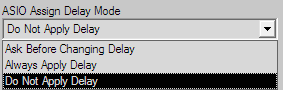 ASIO Assign Delay Mode
Do Not Apply Delay
Ask Before Changing Delay
Always Apply Delay
Do Not Apply Delay